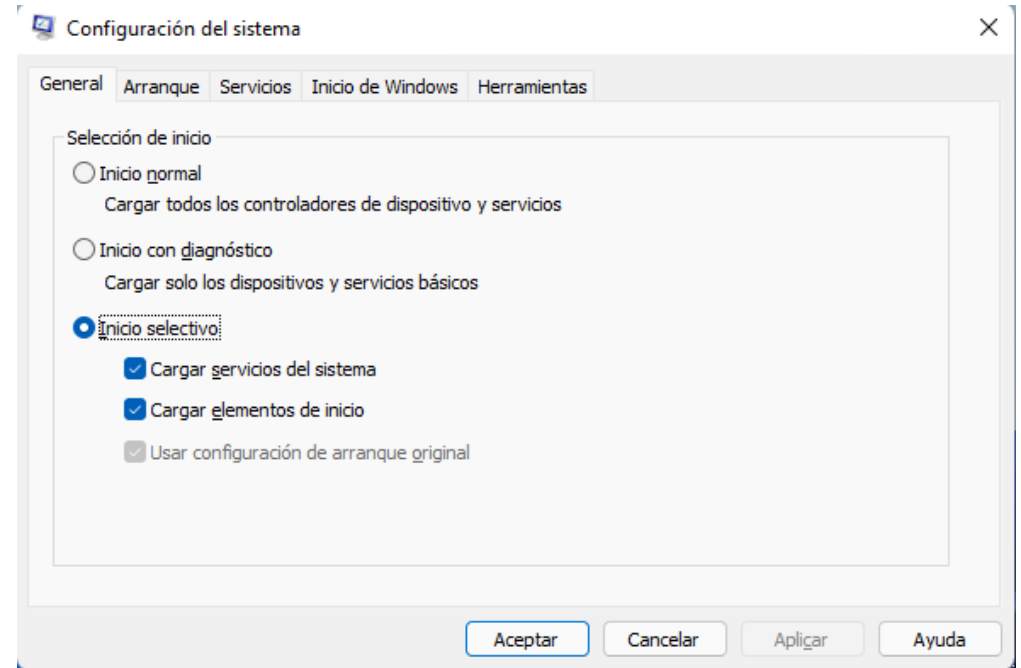 Configuración del sistema
General Arranque Servicios Inicio de Windows Herramientas
Selección de inicio
Inicio normal
Cargar todos los controladores de dispositivo y servicios
Inicio con diagnóstico
Cargar solo los dispositivos y servicios básicos
Inicio selectivo
Cargar servicios del sistema
Cargar elementos de inicio
Usar configuración de arranque original
Aceptar Cancelar Aplicar Ayuda